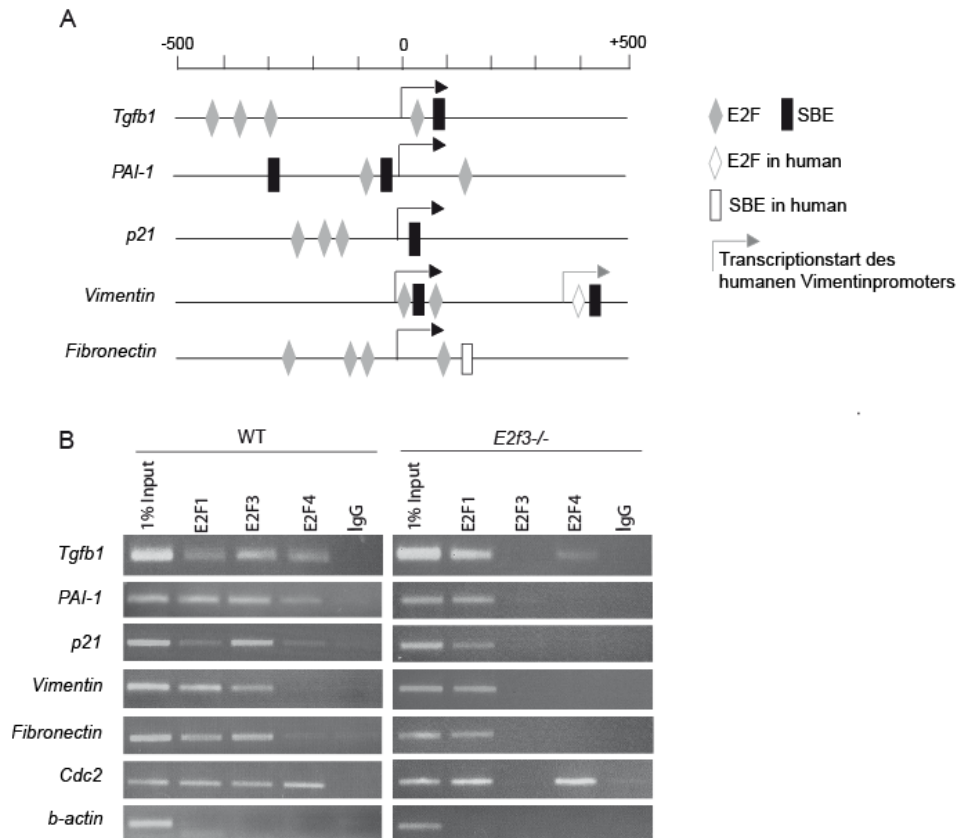 A
-500 0 +500
Tgfb1
PAI-1
p21
Vimentin
Fibronectin
E2F SBE
E2F in human
SBE in human
Transcriptionstart des
humanen Vimentinpromoters
B
WT E2f3-/-
1% Input E2F1 E2F3 E2F4 IgG 1% Input E2F1 E2F3 E2F4 IgG
Tgfb1
PAI-1
p21
Vimentin
Fibronectin
Cdc2
b-actin